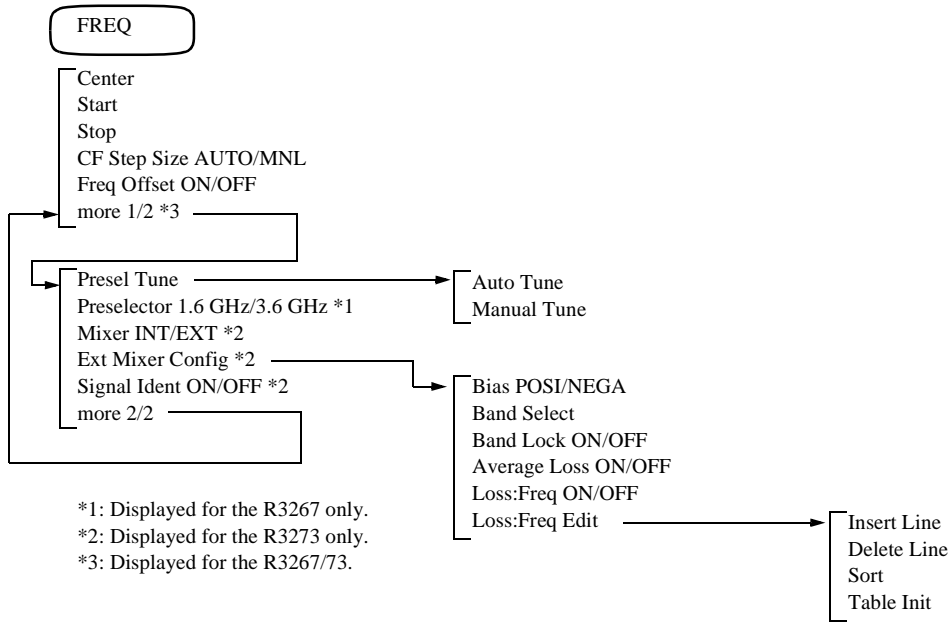 FREQ
Center
Start
Stop
CF Step Size AUTO/MNL
Freq Offset ON/OFF
more 1/2 *3
Presel Tune
Preselector 1.6 GHz/3.6 GHz *1
Mixer INT/EXT *2
Ext Mixer Config *2
Signal Ident ON/OFF *2
more 2/2
Auto Tune
Manual Tune
Bias POSI/NEGA
Band Select
Band Lock ON/OFF
Average Loss ON/OFF
Loss:Freq ON/OFF
Loss:Freq Edit
Insert Line
Delete Line
Sort
Table Init
*1: Displayed for the R3267 only.
*2: Displayed for the R3273 only.
*3: Displayed for the R3267/73.